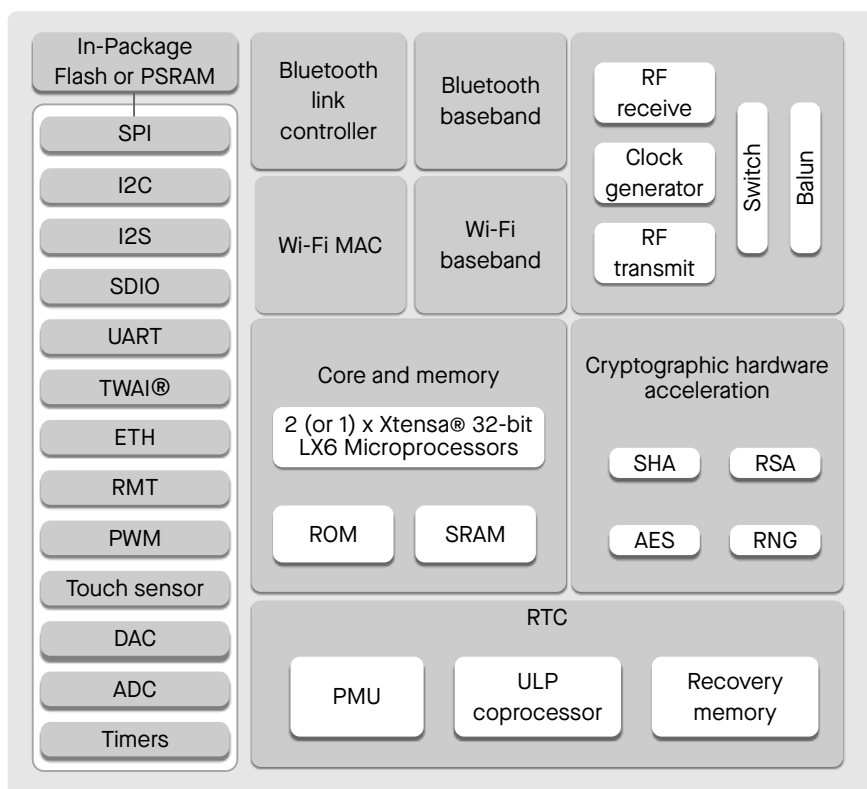 In-Package
Flash or PSRAM
SPI
I2C
I2S
SDIO
UART
TWAI®
ETH
RMT
PWM
Touch sensor
DAC
ADC
Timers
Bluetooth
link
controller
Bluetooth
baseband
Wi-Fi MAC
Wi-Fi
baseband
RF
receive
Clock
generator
RF
transmit
Switch
Balun
Core and memory
2 (or 1) x Xtensa® 32-bit
LX6 Microprocessors
ROM
SRAM
Cryptographic hardware
acceleration
SHA
RSA
AES
RNG
RTC
PMU
ULP
coprocessor
Recovery
memory